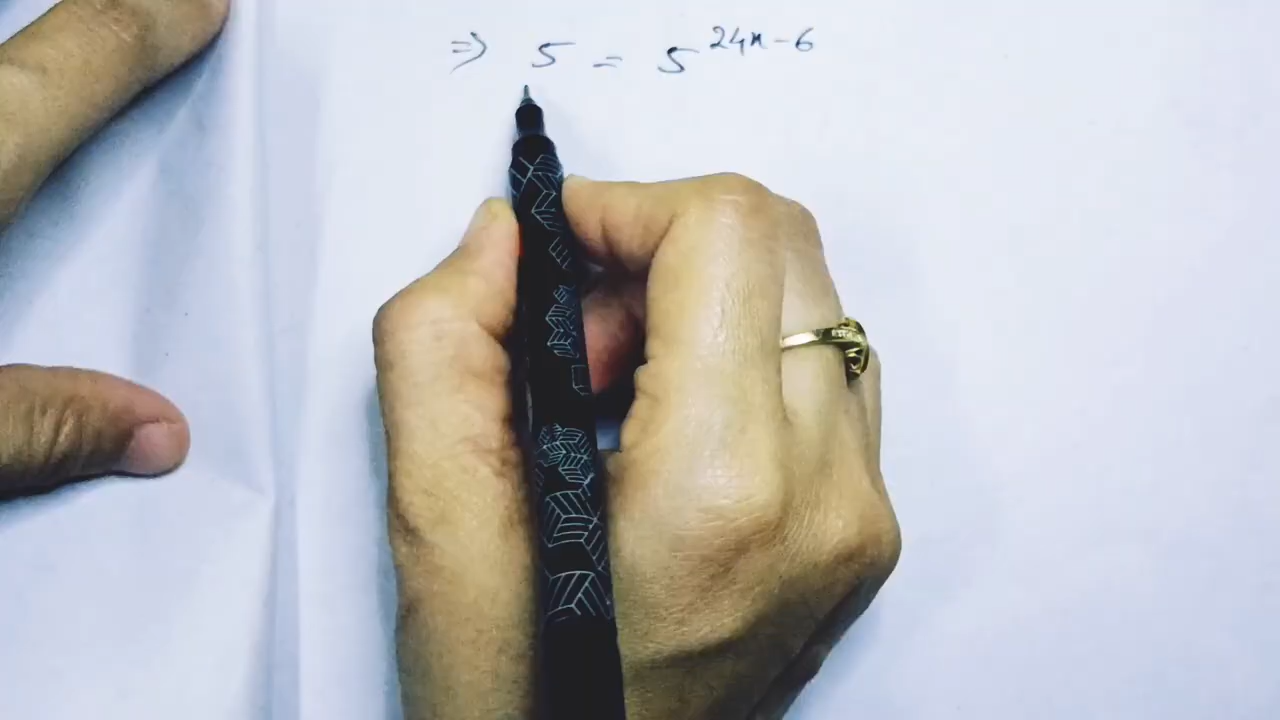 ⇒ 5 = 5^{24x-6}